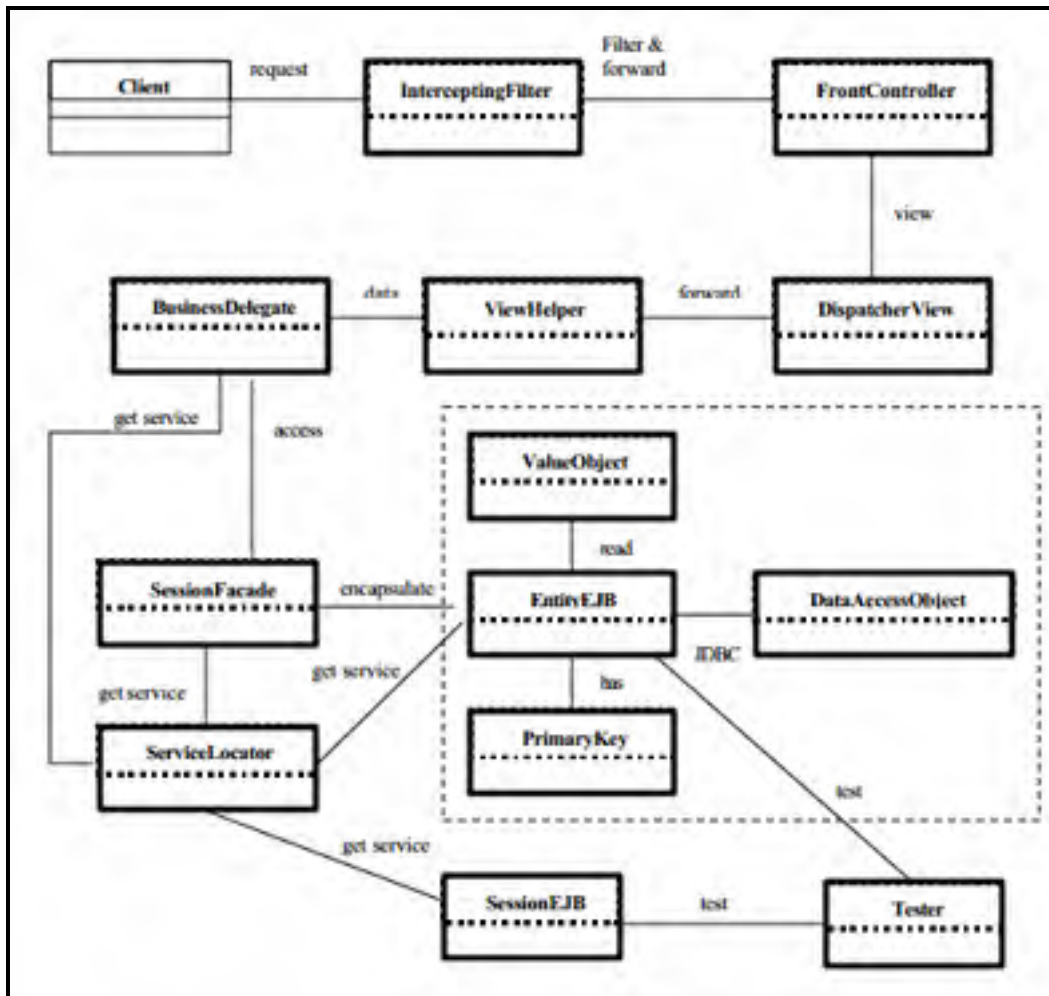 Client
request
InterceptingFilter
Filter &
forward
FrontController
view
BusinessDelegate
data
ViewHelper
forward
DispatcherView
get service
access
ValueObject
read
SessionFacade
encapsulate
EntityEJB
DataAccessObject
JDBC
get service
get service
has
ServiceLocator
PrimaryKey
test
get service
SessionEJB
test
Tester